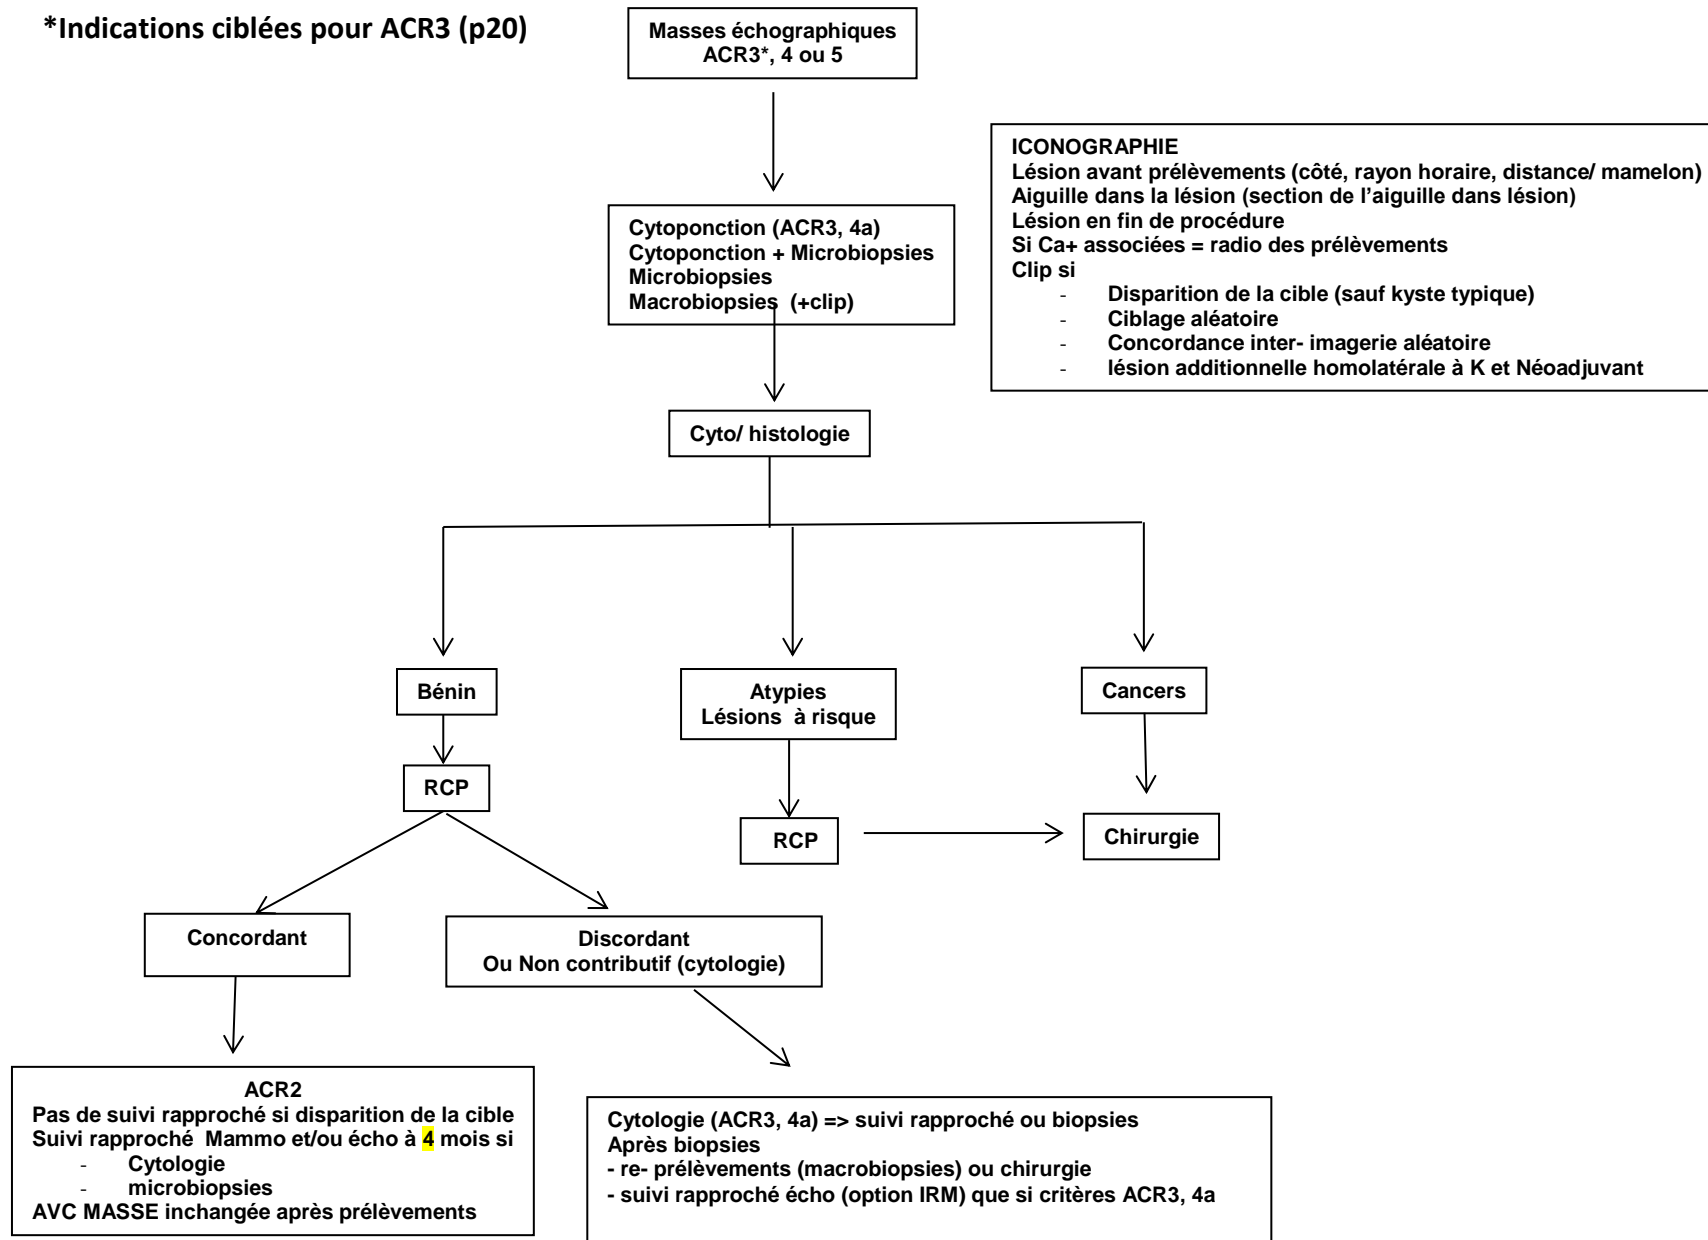 *Indications ciblées pour ACR3 (p20)
Masses échographiques
ACR3*, 4 ou 5
ICONOGRAPHIE
Lésion avant prélèvements (côté, rayon horaire, distance/ mamelon)
Aiguille dans la lésion (section de l’aiguille dans lésion)
Lésion en fin de procédure
Si Ca+ associées = radio des prélèvements
Clip si
- Disparition de la cible (sauf kyste typique)
- Ciblage aléatoire
- Concordance inter- imagerie aléatoire
- lésion additionnelle homolatérale à K et Néoadjuvant
Cytoponction (ACR3, 4a)
Cytoponction + Microbiopsies
Microbiopsies
Macrobiopsies (+clip)
Cyto/ histologie
Bénin
Atypies
Lésions à risque
Cancers
RCP
RCP
Chirurgie
Concordant
Discordant
Ou Non contributif (cytologie)
ACR2
Pas de suivi rapproché si disparition de la cible
Suivi rapproché Mammo et/ou écho à 4 mois si
- Cytologie
- microbiopsies
AVC MASSE inchangée après prélèvements
Cytologie (ACR3, 4a) => suivi rapproché ou biopsies
Après biopsies
- re- prélèvements (macrobiopsies) ou chirurgie
- suivi rapproché écho (option IRM) que si critères ACR3, 4a